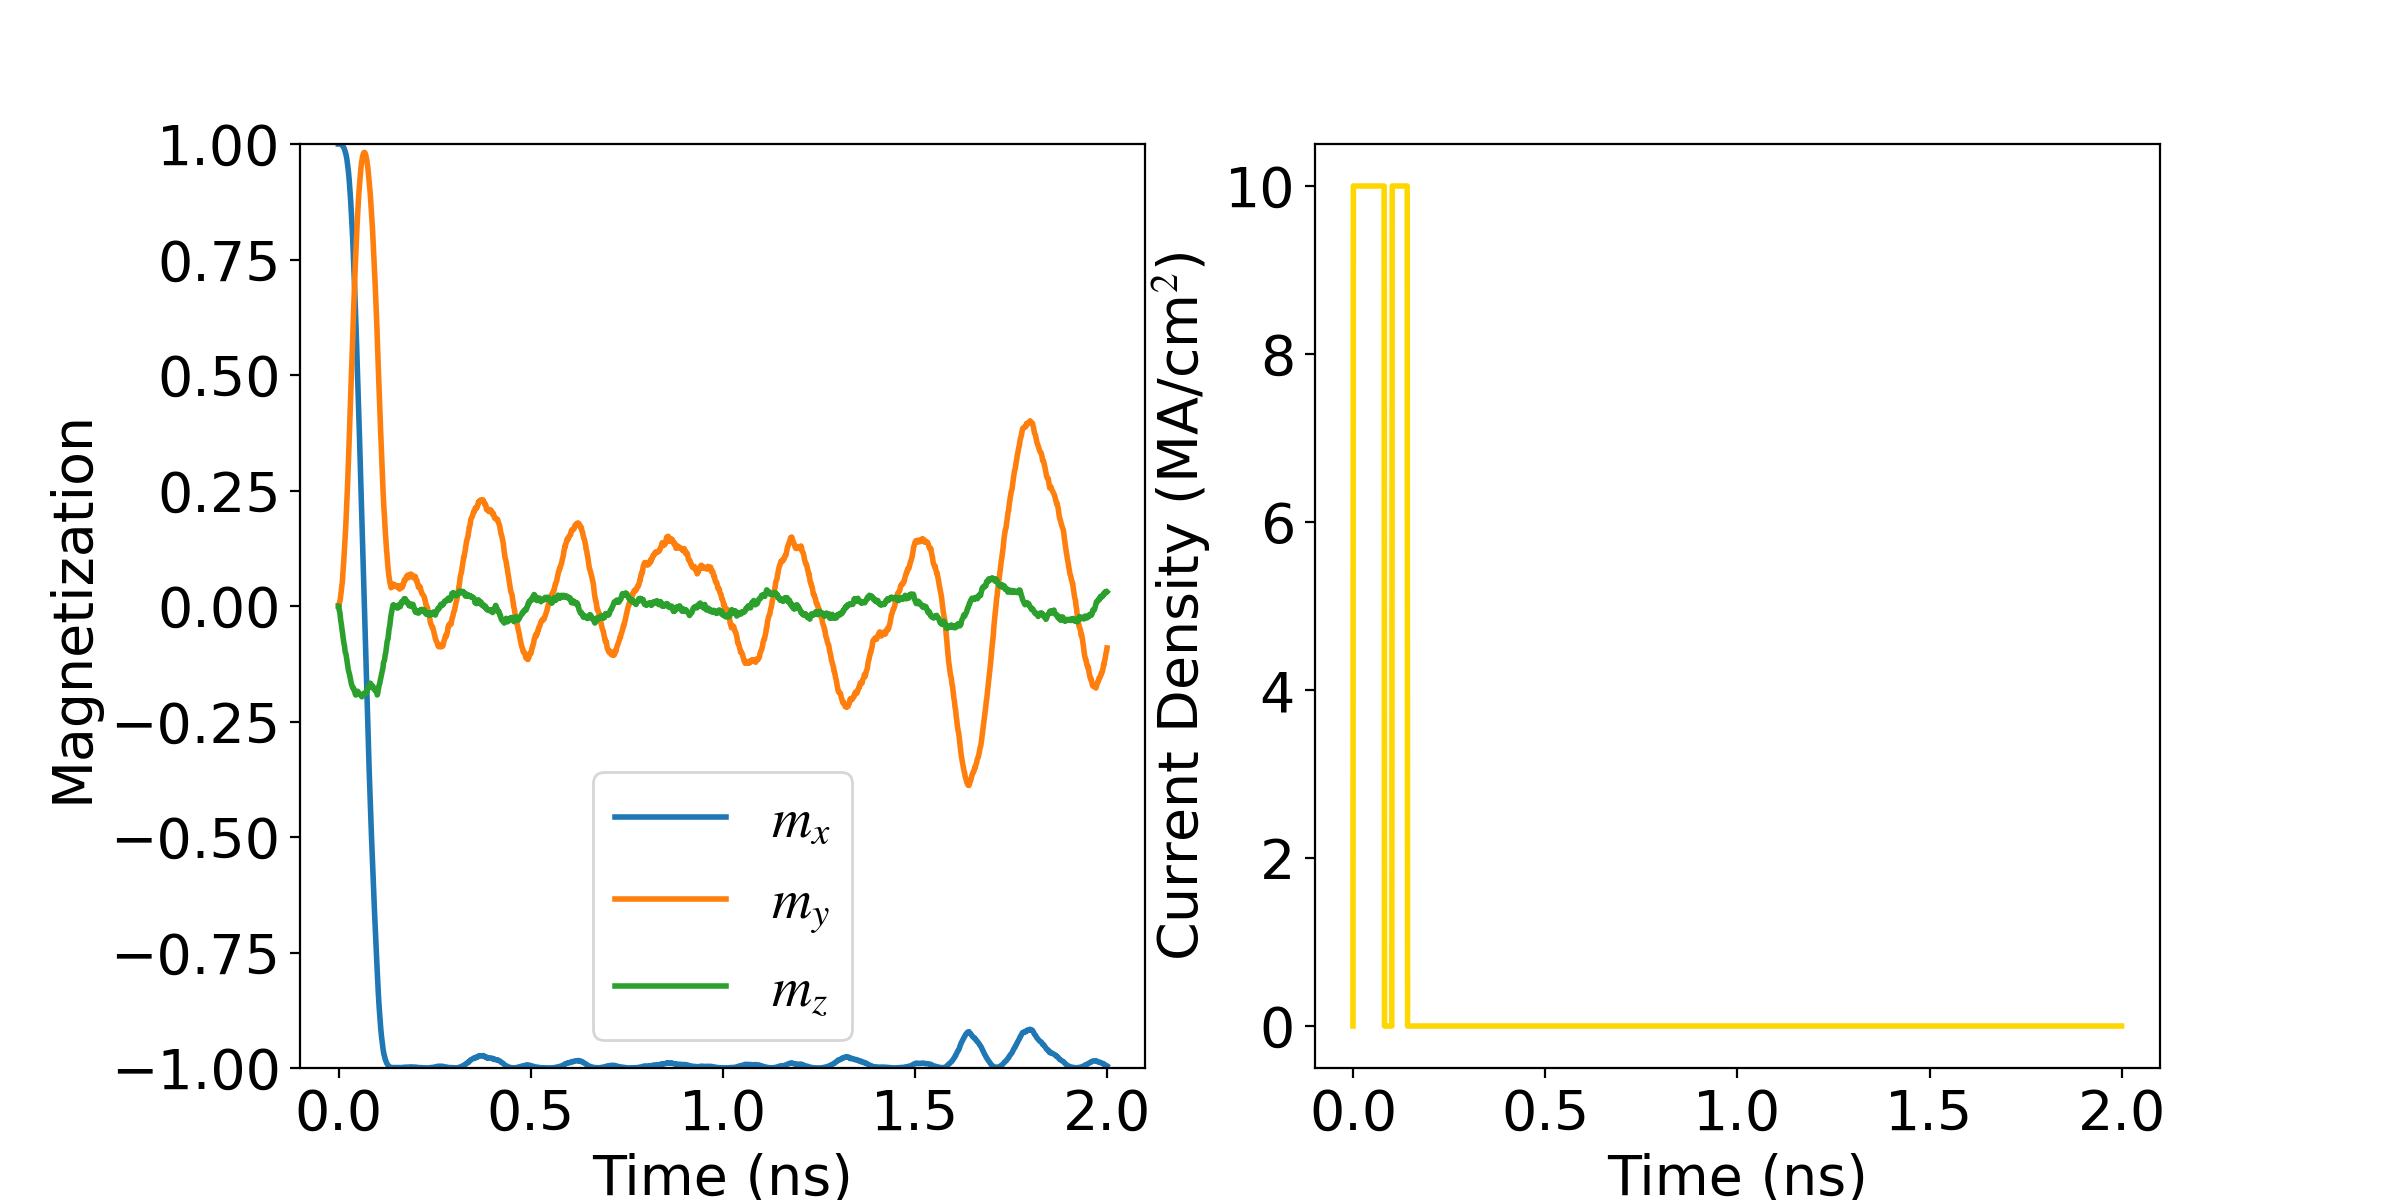 Magnetization
1.00
0.75
0.50
0.25
0.00
−0.25
−0.50
−0.75
−1.00
m_x
m_y
m_z
0.0 0.5 1.0 1.5 2.0
Time (ns)
Current Density (MA/cm²)
10
8
6
4
2
0
0.0 0.5 1.0 1.5 2.0
Time (ns)